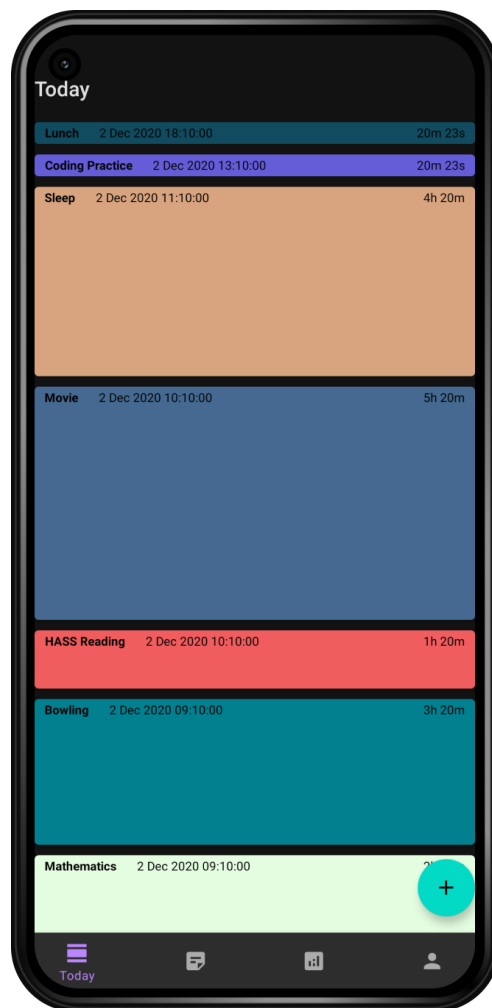 Today
Lunch 2 Dec 2020 18:10:00 20m 23s
Coding Practice 2 Dec 2020 13:10:00 20m 23s
Sleep 2 Dec 2020 11:10:00 4h 20m
Movie 2 Dec 2020 10:10:00 5h 20m
HASS Reading 2 Dec 2020 10:10:00 1h 20m
Bowling 2 Dec 2020 09:10:00 3h 20m
Mathematics 2 Dec 2020 09:10:00
+
Today